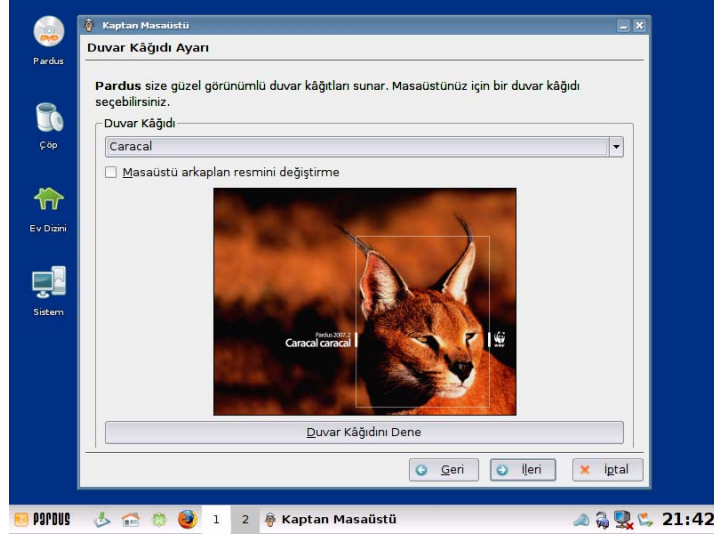 Pardus
Çöp
Ev Dizini
Sistem
Kaptan Masaüstü
Duvar Kâğıdı Ayarı
Pardus size güzel görünümlü duvar kâğıtları sunar. Masaüstünüz için bir duvar kâğıdı
seçebilirsiniz.
Duvar Kâğıdı
Caracal
Masaüstü arkaplan resmini değiştirme
Pardus 2007.2
Caracal caracal
WWF
Duvar Kâğıdını Dene
Geri
İleri
İptal
PARDUS
1
2
Kaptan Masaüstü
21:42